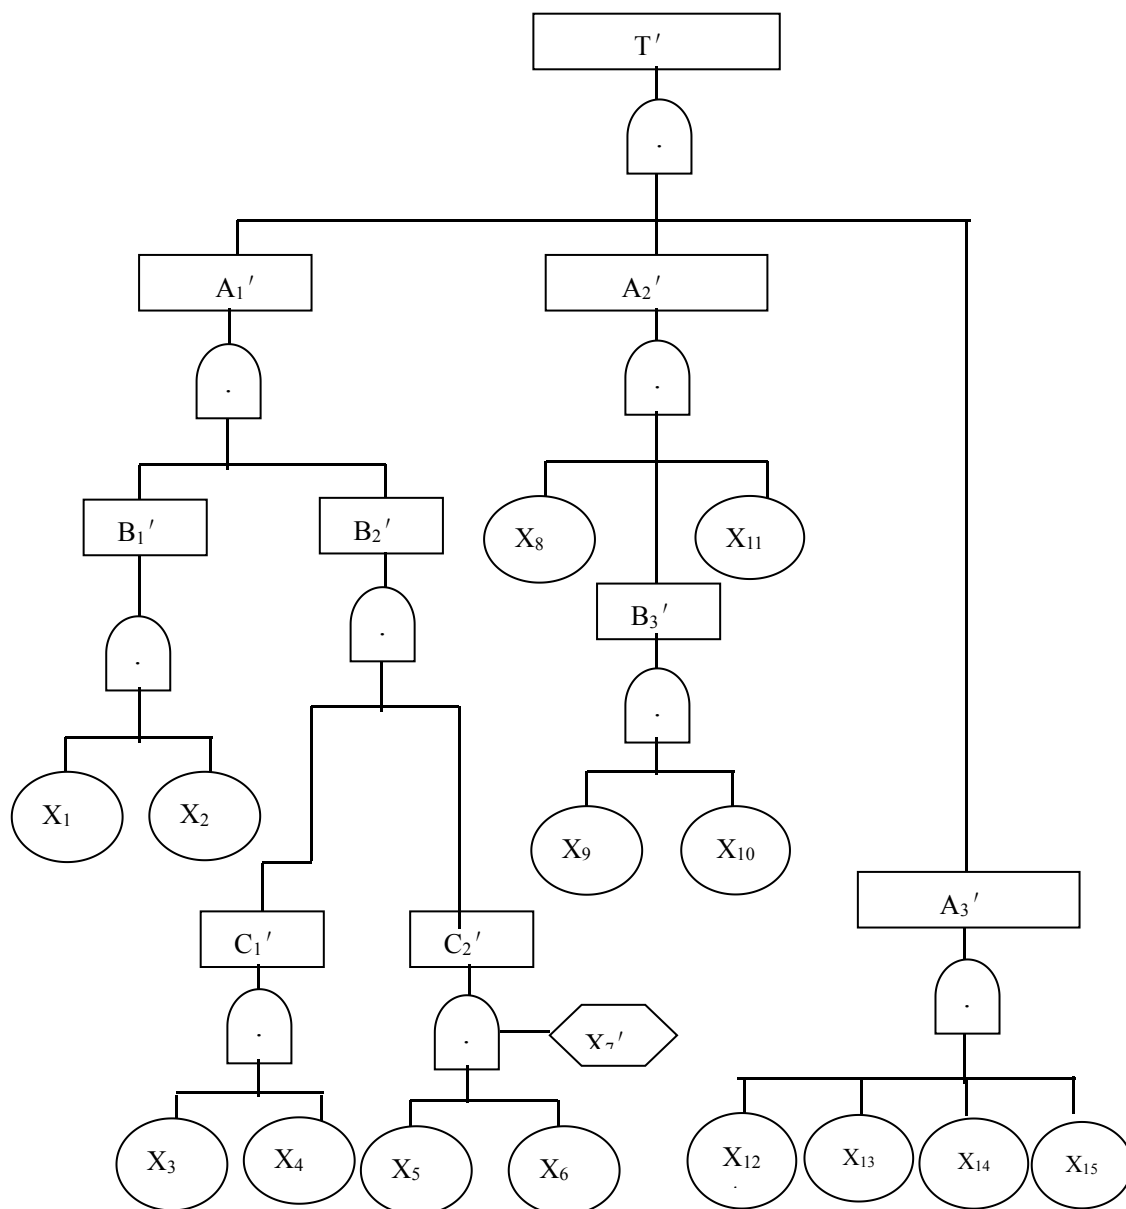 T′
.
A₁′
A₂′
.
.
B₁′
B₂′
X₈
X₁₁
.
.
B₃′
.
X₁
X₂
X₉
X₁₀
A₃′
C₁′
C₂′
.
.
.
X₇′
X₃
X₄
X₅
X₆
X₁₂
X₁₃
X₁₄
X₁₅
.